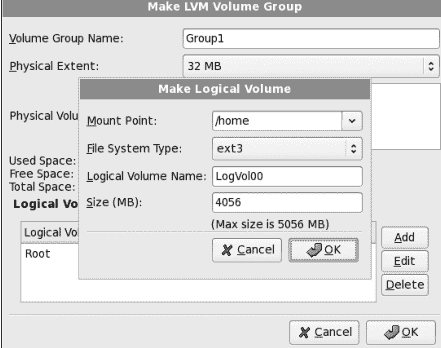 Make LVM Volume Group
Volume Group Name: Group1
Physical Extent: 32 MB
Physical Volu
Make Logical Volume
Mount Point: /home
File System Type: ext3
Logical Volume Name: LogVol00
Size (MB): 4056
(Max size is 5056 MB)
Cancel OK
Used Space:
Free Space:
Total Space:
Logical Vo
Logical Vol
Root
Add
Edit
Delete
Cancel OK